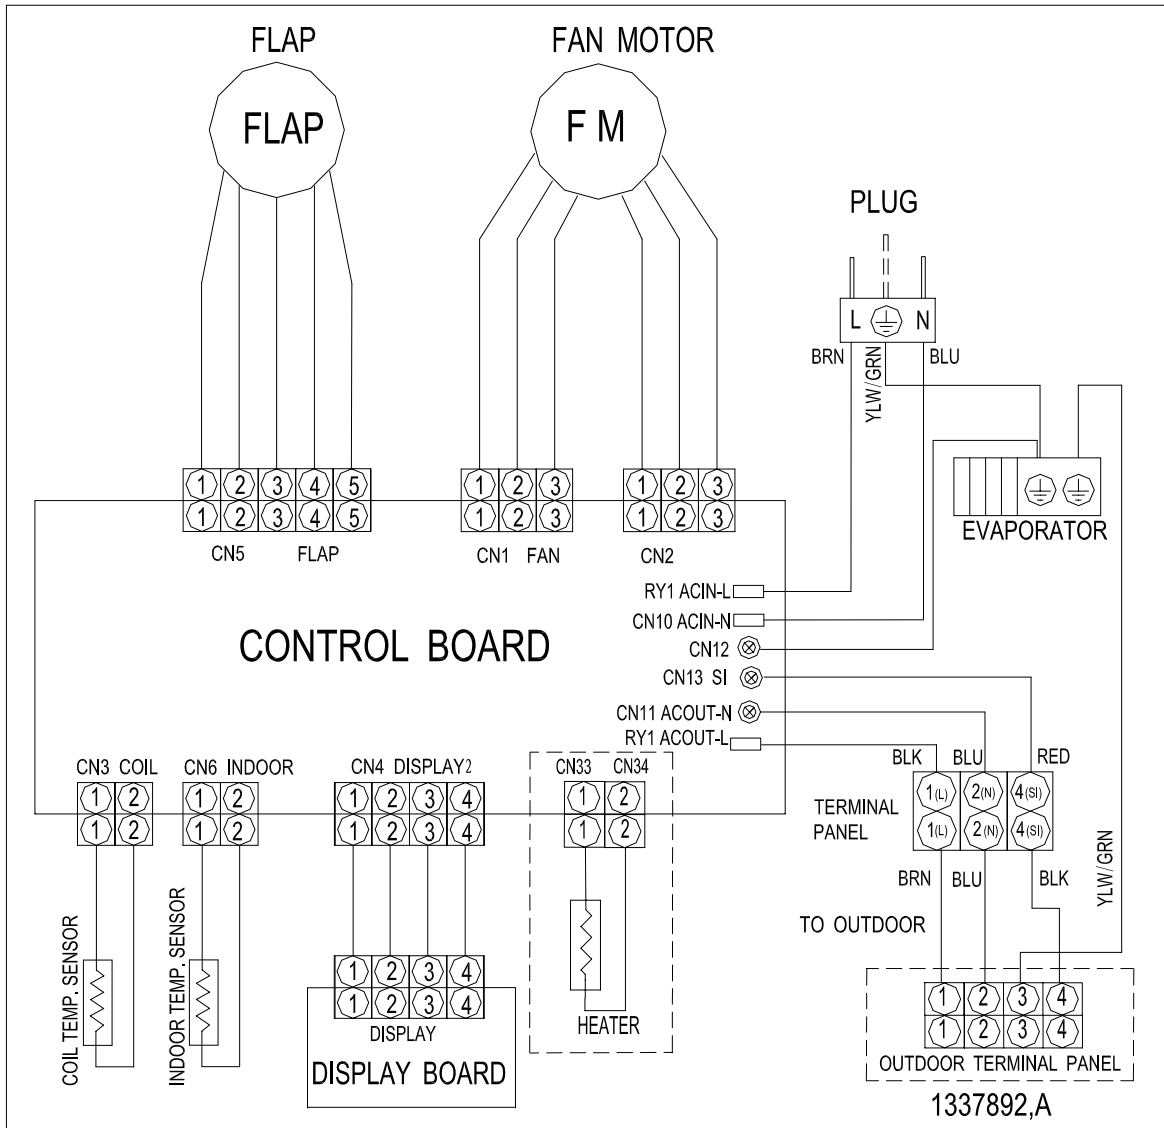 FLAP
FAN MOTOR
FLAP
F M
PLUG
L N
BRN
YLW/GRN
BLU
1 2 3 4 5
1 2 3 4 5
CN5 FLAP
1 2 3
1 2 3
CN1 FAN
1 2 3
1 2 3
CN2
EVAPORATOR
RY1 ACIN-L
CN10 ACIN-N
CN12
CN13 SI
CN11 ACOUT-N
RY1 ACOUT-L
CONTROL BOARD
CN3 COIL
1 2
1 2
CN6 INDOOR
1 2
1 2
CN4 DISPLAY2
1 2 3 4
1 2 3 4
CN33 CN34
1 2
1 2
BLK BLU RED
1(L) 2(N) 4(SI)
1(L) 2(N) 4(SI)
TERMINAL
PANEL
BRN BLU BLK
YLW/GRN
TO OUTDOOR
COIL TEMP. SENSOR
INDOOR TEMP. SENSOR
1 2 3 4
1 2 3 4
DISPLAY
DISPLAY BOARD
HEATER
1 2 3 4
1 2 3 4
OUTDOOR TERMINAL PANEL
1337892,A